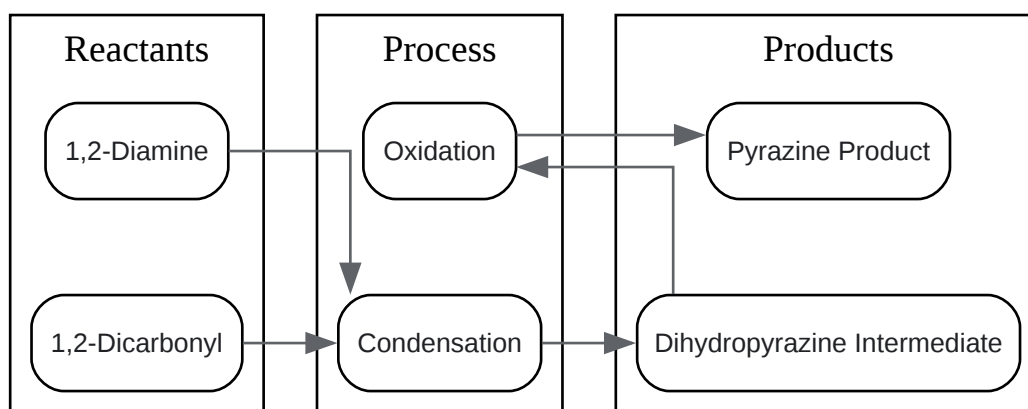 Reactants
Process
Products
1,2-Diamine
Oxidation
Pyrazine Product
1,2-Dicarbonyl
Condensation
Dihydropyrazine Intermediate